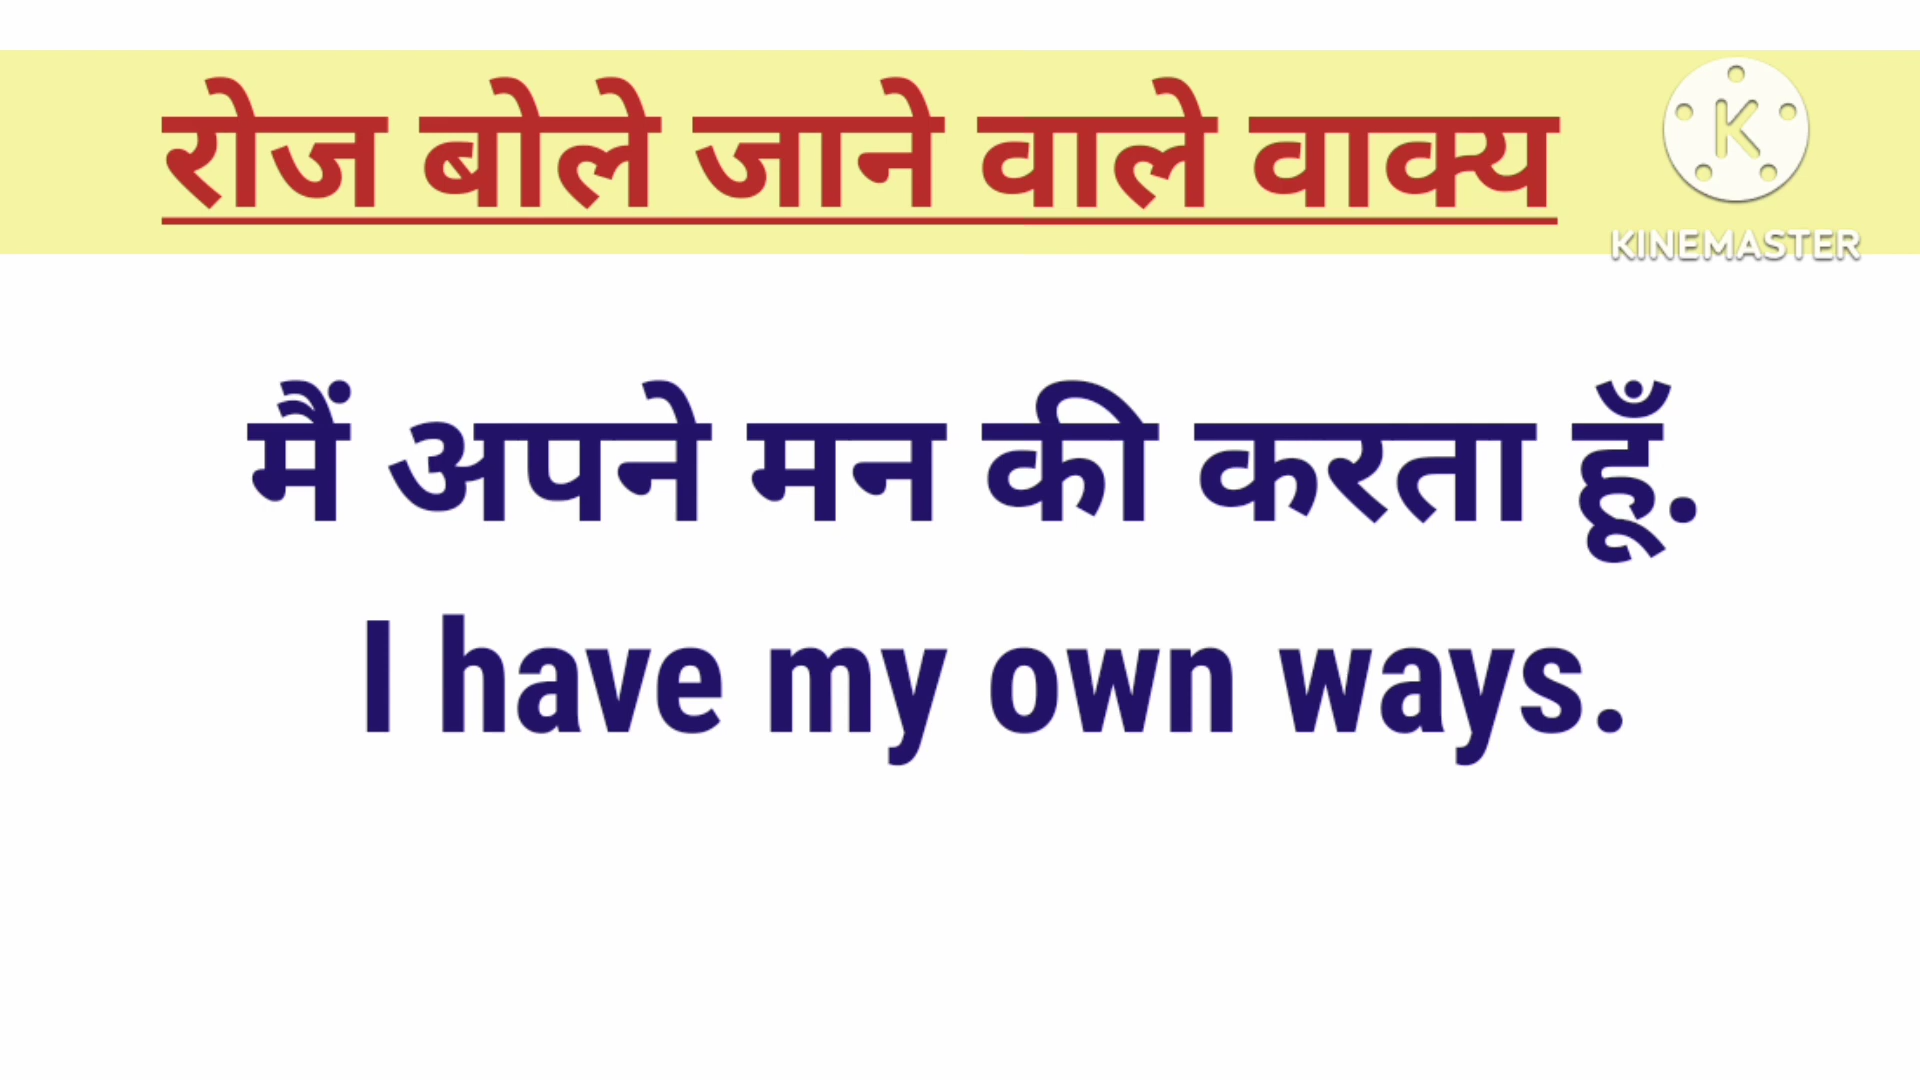 रोज बोले जाने वाले वाक्य
K
KINEMASTER
मैं अपने मन की करता हूँ.
I have my own ways.